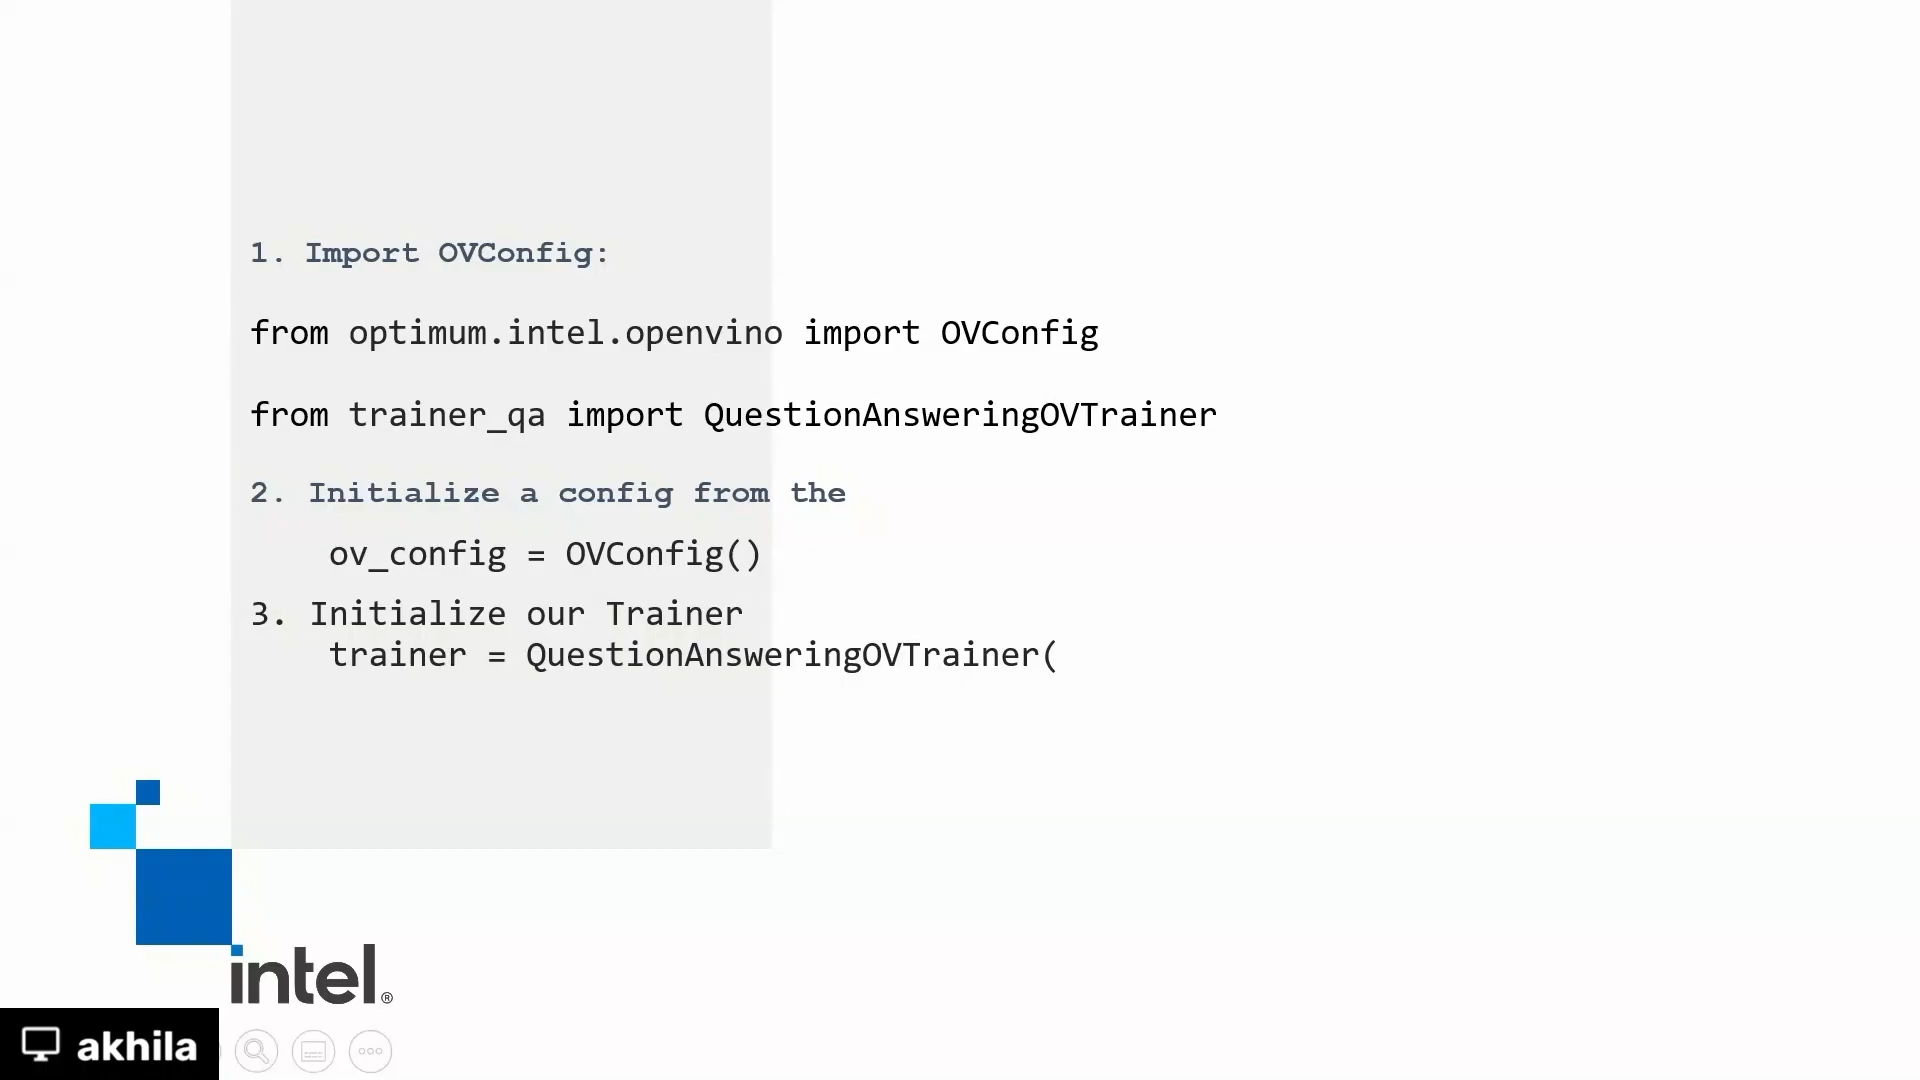 1. Import OVConfig:
from optimum.intel.openvino import OVConfig
from trainer_qa import QuestionAnsweringOVTrainer
2. Initialize a config from the
ov_config = OVConfig()
3. Initialize our Trainer
trainer = QuestionAnsweringOVTrainer(
intel®
akhila